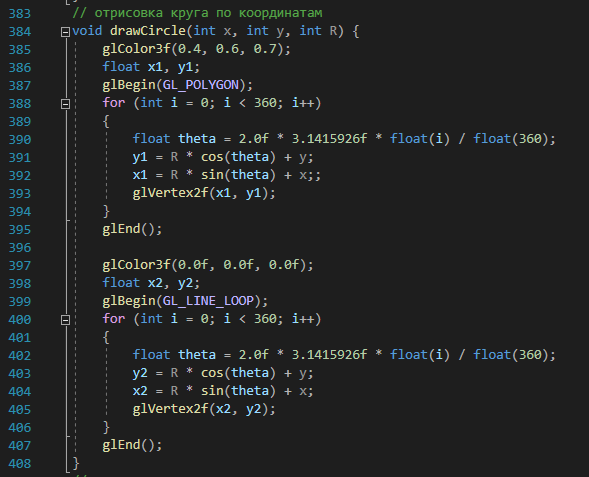 383 // отрисовка круга по координатам
384 void drawCircle(int x, int y, int R) {
385 glColor3f(0.4, 0.6, 0.7);
386 float x1, y1;
387 glBegin(GL_POLYGON);
388 for (int i = 0; i < 360; i++)
389 {
390 float theta = 2.0f * 3.1415926f * float(i) / float(360);
391 y1 = R * cos(theta) + y;
392 x1 = R * sin(theta) + x;;
393 glVertex2f(x1, y1);
394 }
395 glEnd();
396
397 glColor3f(0.0f, 0.0f, 0.0f);
398 float x2, y2;
399 glBegin(GL_LINE_LOOP);
400 for (int i = 0; i < 360; i++)
401 {
402 float theta = 2.0f * 3.1415926f * float(i) / float(360);
403 y2 = R * cos(theta) + y;
404 x2 = R * sin(theta) + x;
405 glVertex2f(x2, y2);
406 }
407 glEnd();
408 }